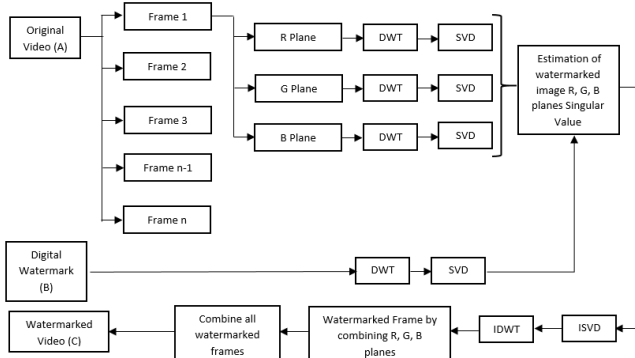 Original
Video (A)
Frame 1
Frame 2
Frame 3
Frame n-1
Frame n
R Plane
DWT
SVD
G Plane
DWT
SVD
B Plane
DWT
SVD
Estimation of
watermarked
image R, G, B
planes Singular
Value
Digital
Watermark
(B)
DWT
SVD
Watermarked
Video (C)
Combine all
watermarked
frames
Watermarked Frame by
combining R, G, B
planes
IDWT
ISVD